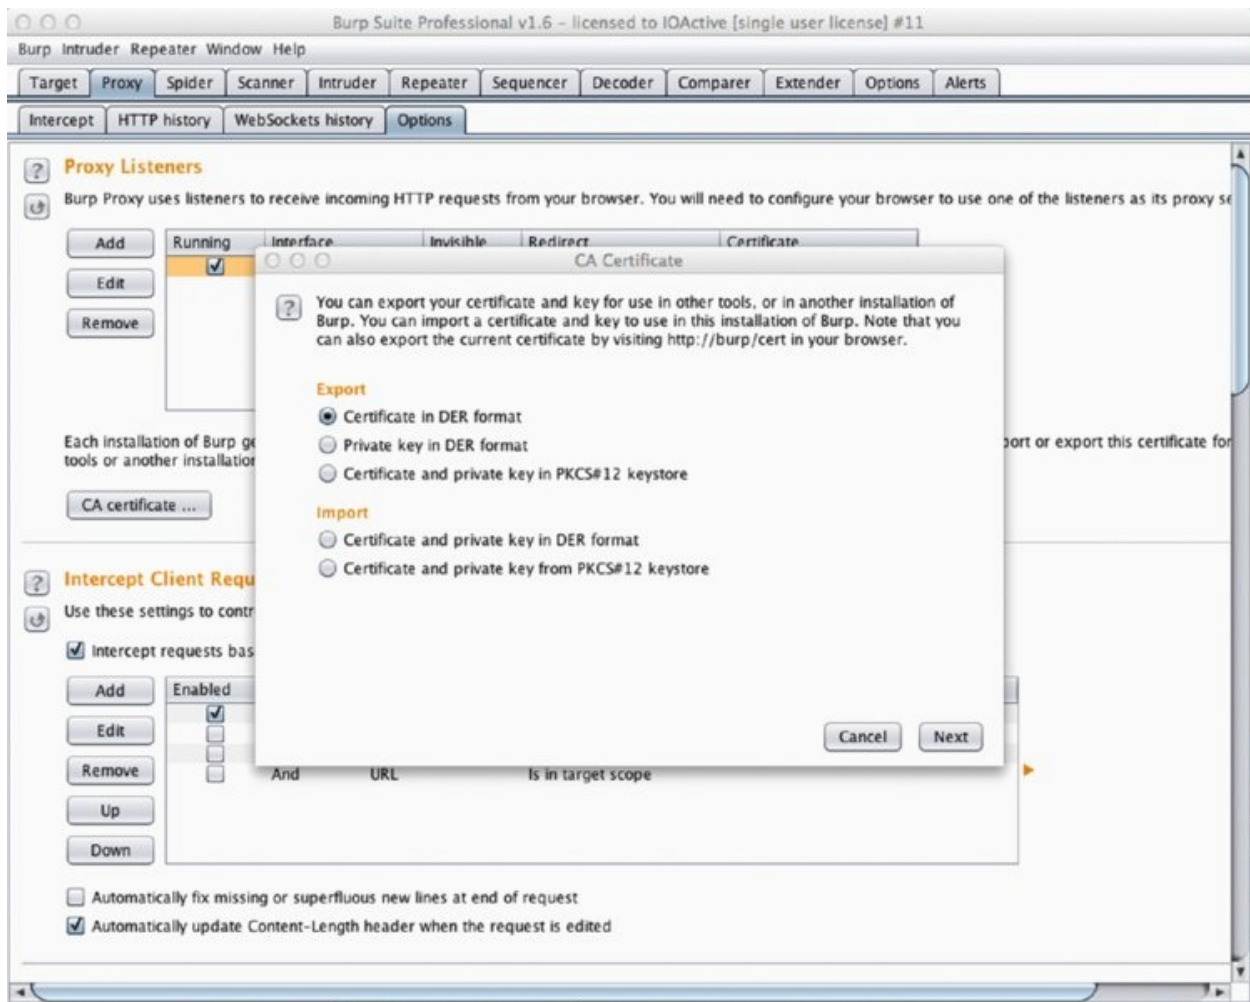 Burp Suite Professional v1.6 – licensed to IOActive [single user license] #11
Burp Intruder Repeater Window Help
Target Proxy Spider Scanner Intruder Repeater Sequencer Decoder Comparer Extender Options Alerts
Intercept HTTP history WebSockets history Options
? Proxy Listeners
Burp Proxy uses listeners to receive incoming HTTP requests from your browser. You will need to configure your browser to use one of the listeners as its proxy se
Add Running Interface Invisible Redirect Certificate
Edit
Remove
CA Certificate
? You can export your certificate and key for use in other tools, or in another installation of
Burp. You can import a certificate and key to use in this installation of Burp. Note that you
can also export the current certificate by visiting http://burp/cert in your browser.
Export
Certificate in DER format
Private key in DER format
Certificate and private key in PKCS#12 keystore
Import
Certificate and private key in DER format
Certificate and private key from PKCS#12 keystore
Cancel Next
Each installation of Burp ge port or export this certificate for
tools or another installation
CA certificate ...
? Intercept Client Requ
Use these settings to contr
Intercept requests bas
Add Enabled
Edit
Remove And URL Is in target scope
Up
Down
Automatically fix missing or superfluous new lines at end of request
Automatically update Content-Length header when the request is edited